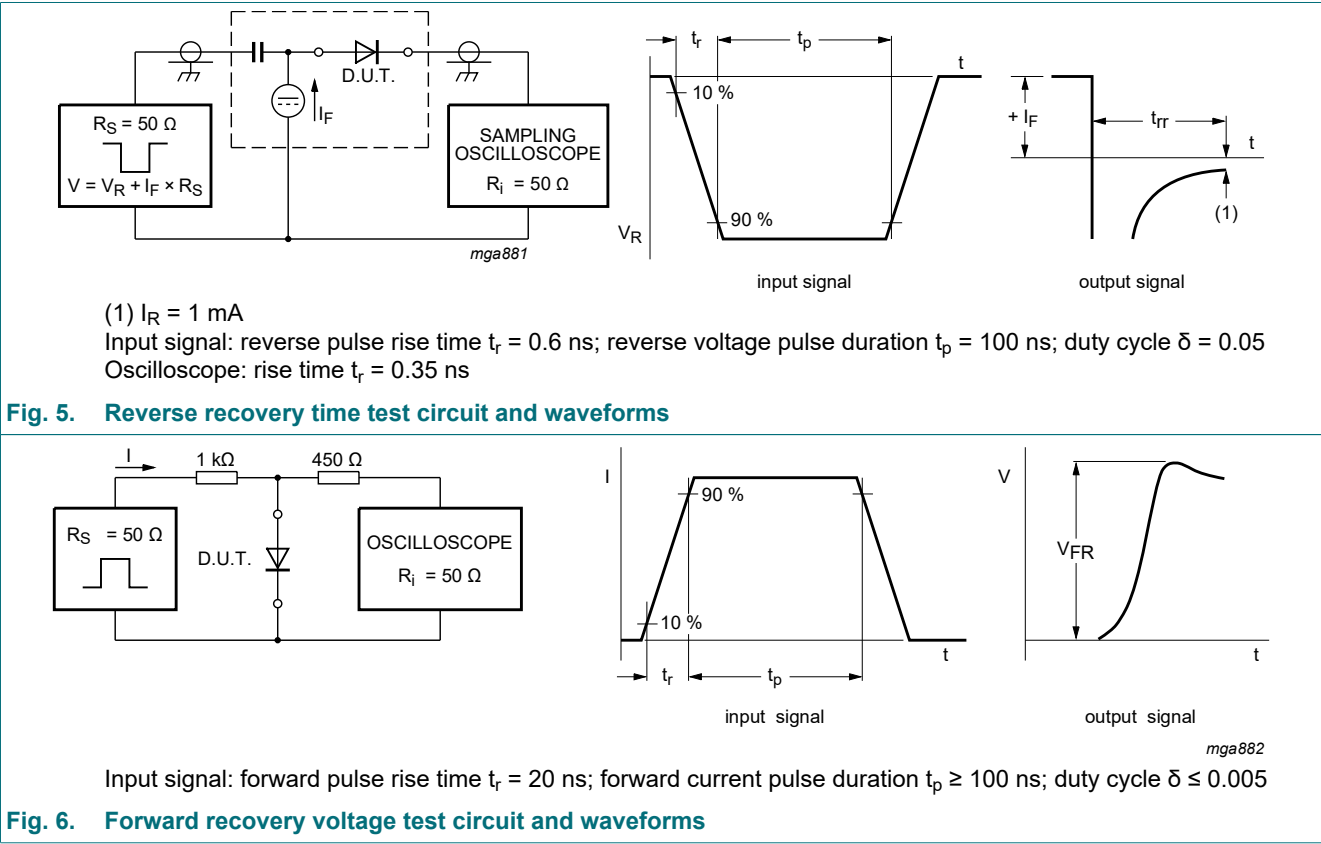 D.U.T.
I_F
R_S = 50 Ω
V = V_R + I_F × R_S
SAMPLING
OSCILLOSCOPE
R_i = 50 Ω
mga881
t_r
t_p
t
10 %
90 %
V_R
input signal
+ I_F
t_rr
t
(1)
output signal
(1) I_R = 1 mA
Input signal: reverse pulse rise time t_r = 0.6 ns; reverse voltage pulse duration t_p = 100 ns; duty cycle δ = 0.05
Oscilloscope: rise time t_r = 0.35 ns
Fig. 5. Reverse recovery time test circuit and waveforms
I
1 kΩ
450 Ω
R_S = 50 Ω
D.U.T.
OSCILLOSCOPE
R_i = 50 Ω
I
90 %
10 %
t
t_r
t_p
input signal
V
V_FR
t
output signal
mga882
Input signal: forward pulse rise time t_r = 20 ns; forward current pulse duration t_p ≥ 100 ns; duty cycle δ ≤ 0.005
Fig. 6. Forward recovery voltage test circuit and waveforms